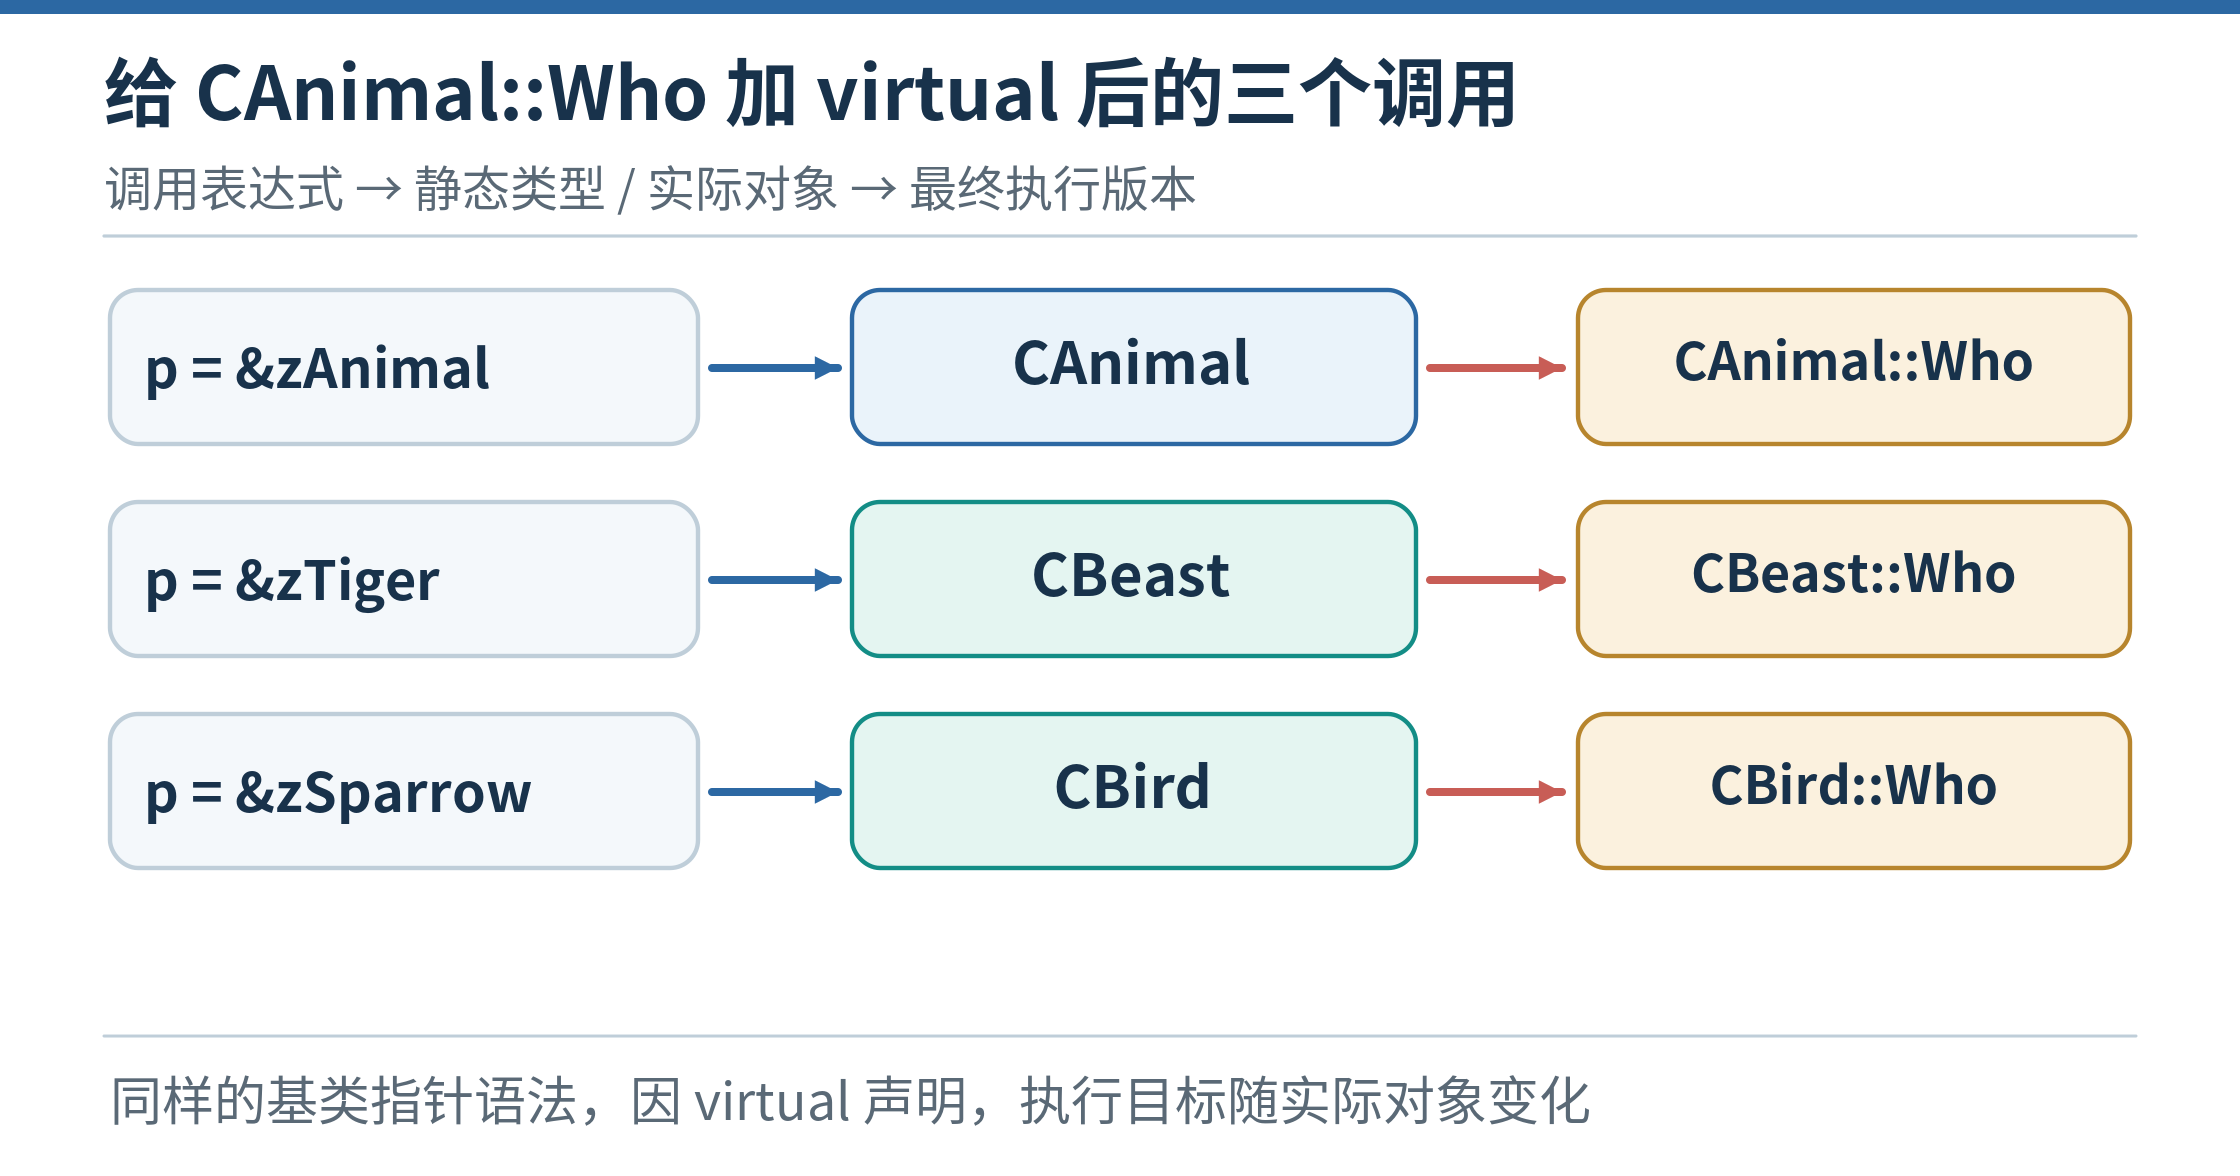 给 CAnimal::Who 加 virtual 后的三个调用
调用表达式 → 静态类型 / 实际对象 → 最终执行版本
p = &zAnimal
CAnimal
CAnimal::Who
p = &zTiger
CBeast
CBeast::Who
p = &zSparrow
CBird
CBird::Who
同样的基类指针语法，因 virtual 声明，执行目标随实际对象变化